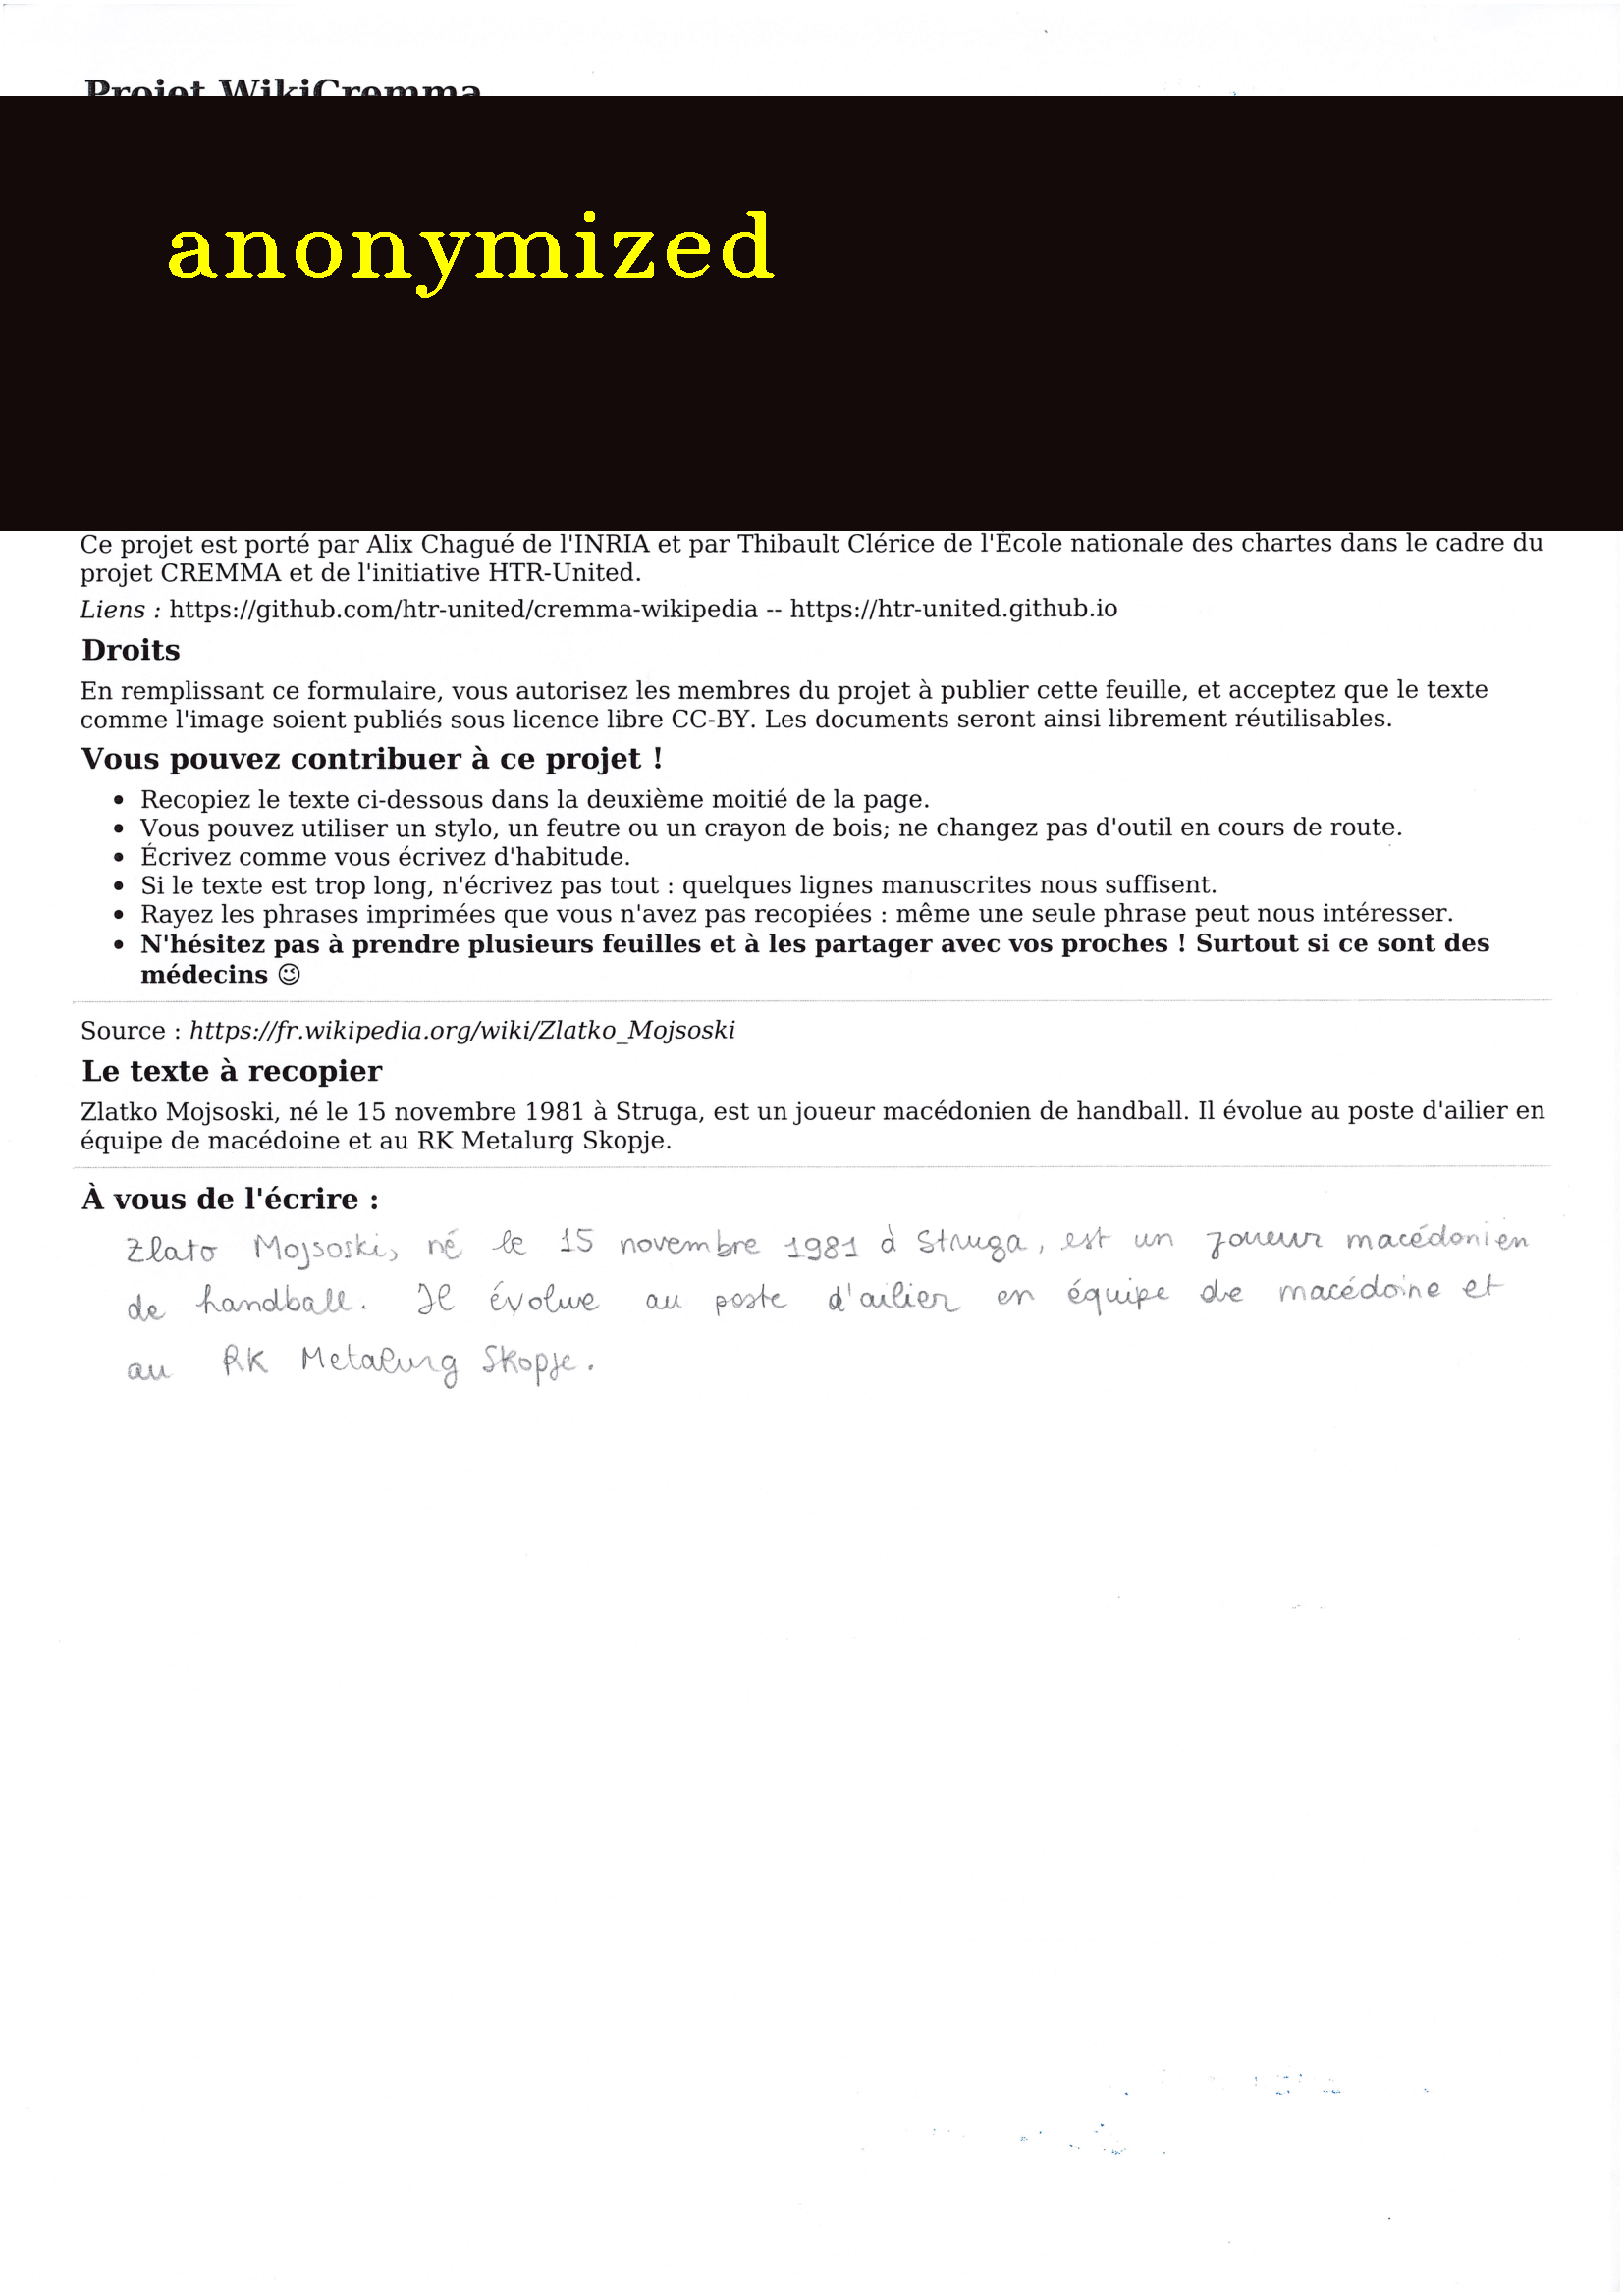 Projet WikiCremma
anonymized
Ce projet est porté par Alix Chagué de l'INRIA et par Thibault Clérice de l'École nationale des chartes dans le cadre du
projet CREMMA et de l'initiative HTR-United.
Liens : https://github.com/htr-united/cremma-wikipedia -- https://htr-united.github.io
Droits
En remplissant ce formulaire, vous autorisez les membres du projet à publier cette feuille, et acceptez que le texte
comme l'image soient publiés sous licence libre CC-BY. Les documents seront ainsi librement réutilisables.
Vous pouvez contribuer à ce projet !
• Recopiez le texte ci-dessous dans la deuxième moitié de la page.
• Vous pouvez utiliser un stylo, un feutre ou un crayon de bois; ne changez pas d'outil en cours de route.
• Écrivez comme vous écrivez d'habitude.
• Si le texte est trop long, n'écrivez pas tout : quelques lignes manuscrites nous suffisent.
• Rayez les phrases imprimées que vous n'avez pas recopiées : même une seule phrase peut nous intéresser.
• N'hésitez pas à prendre plusieurs feuilles et à les partager avec vos proches ! Surtout si ce sont des
médecins 😉
Source : https://fr.wikipedia.org/wiki/Zlatko_Mojsoski
Le texte à recopier
Zlatko Mojsoski, né le 15 novembre 1981 à Struga, est un joueur macédonien de handball. Il évolue au poste d'ailier en
équipe de macédoine et au RK Metalurg Skopje.
À vous de l'écrire :
Zlato Mojsoski, né le 15 novembre 1981 à Struga, est un joueur macédonien
de handball. Il évolue au poste d'ailier en équipe de macédoine et
au RK Metalurg Skopje.